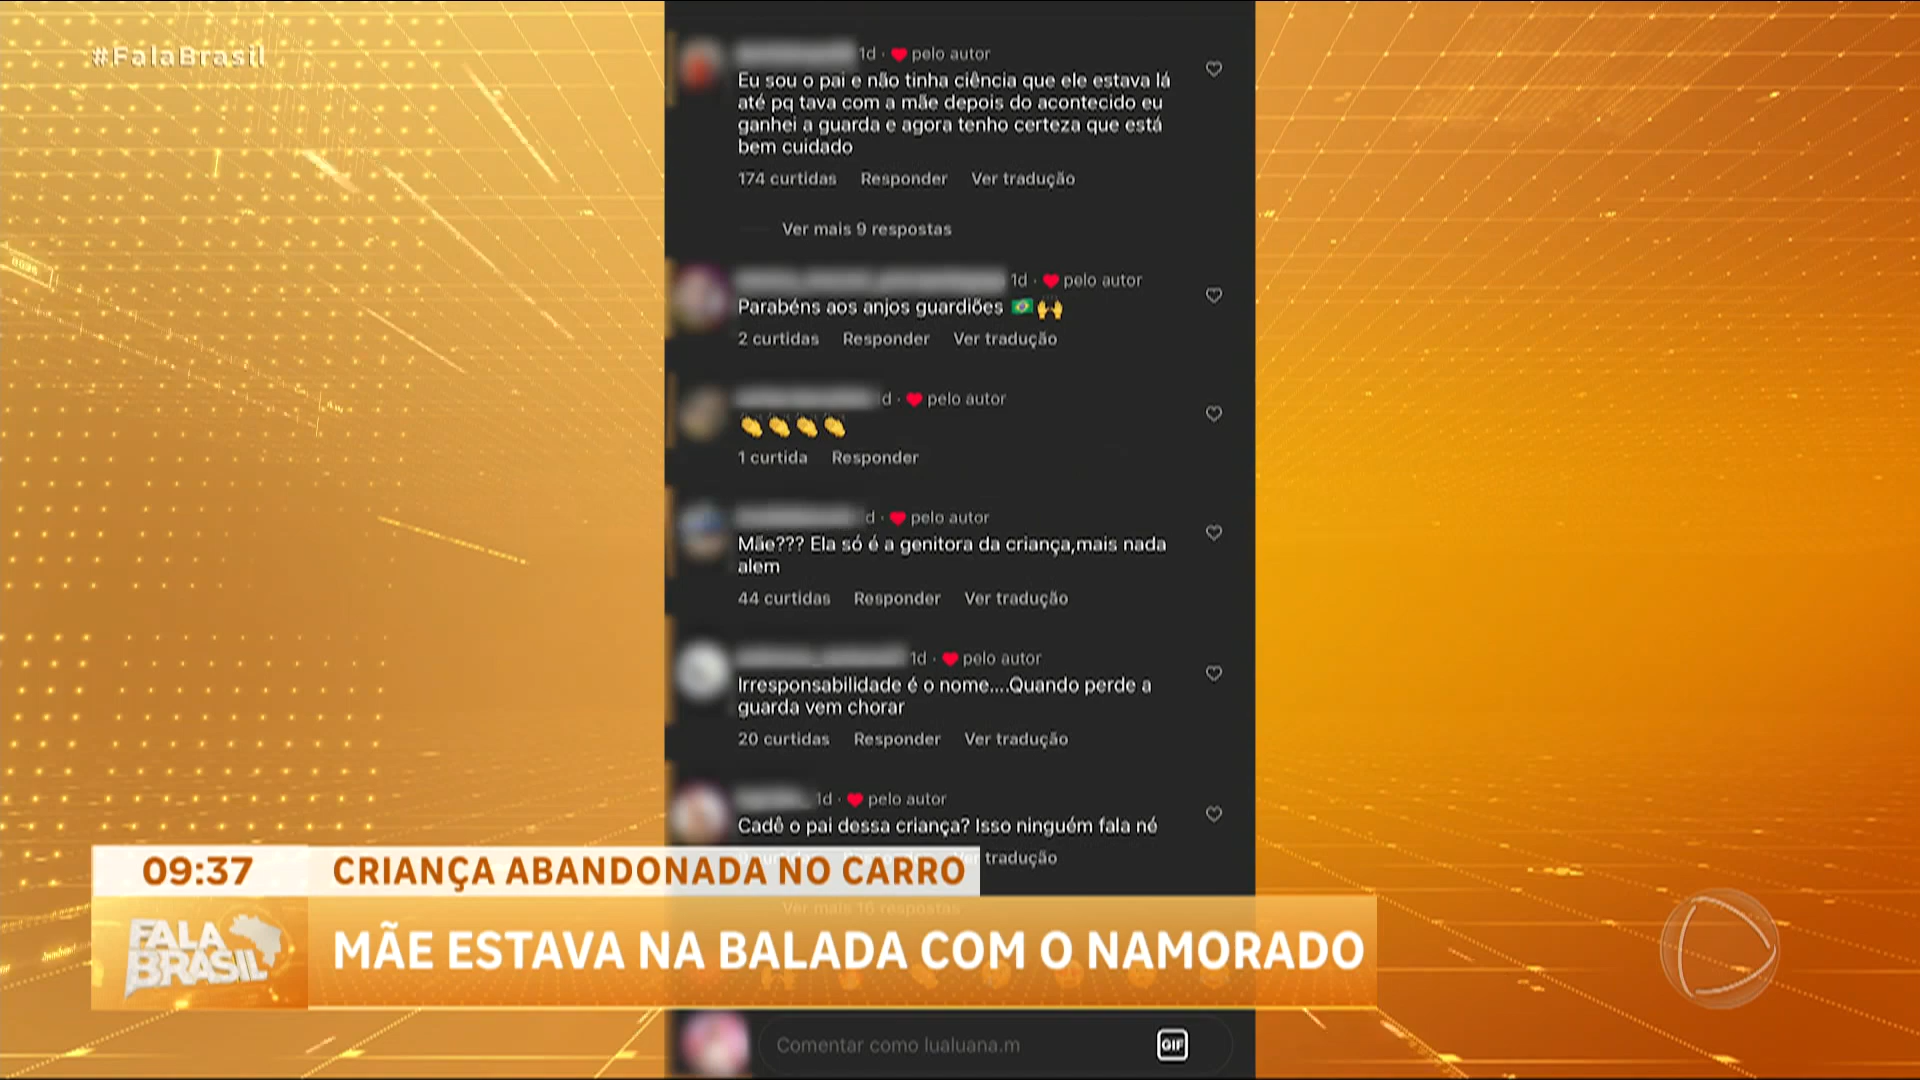 #FalaBrasil
1d · pelo autor
Eu sou o pai e não tinha ciência que ele estava lá
até pq tava com a mãe depois do acontecido eu
ganhei a guarda e agora tenho certeza que está
bem cuidado
174 curtidas Responder Ver tradução
Ver mais 9 respostas
1d · pelo autor
Parabéns aos anjos guardiões
2 curtidas Responder Ver tradução
d · pelo autor
1 curtida Responder
d · pelo autor
Mãe??? Ela só é a genitora da criança,mais nada
alem
44 curtidas Responder Ver tradução
1d · pelo autor
Irresponsabilidade é o nome....Quando perde a
guarda vem chorar
20 curtidas Responder Ver tradução
1d · pelo autor
Cadê o pai dessa criança? Isso ninguém fala né
Ver tradução
09:37
CRIANÇA ABANDONADA NO CARRO
Ver mais 16 respostas
FALA
BRASIL
MÃE ESTAVA NA BALADA COM O NAMORADO
Comentar como lualuana.m
GIF